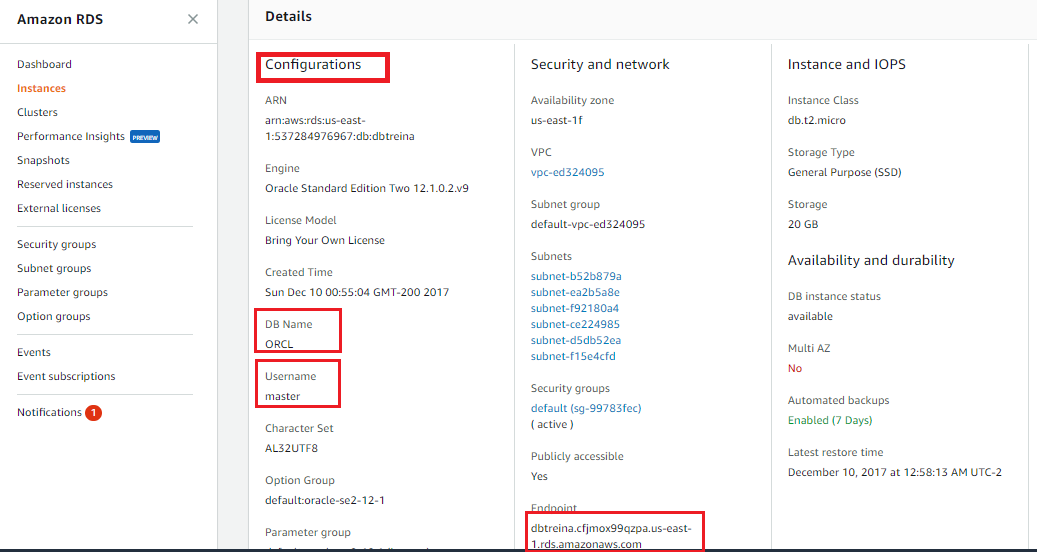 Amazon RDS
×
Dashboard
Instances
Clusters
Performance Insights PREVIEW
Snapshots
Reserved instances
External licenses
Security groups
Subnet groups
Parameter groups
Option groups
Events
Event subscriptions
Notifications 1
Details
Configurations
ARN
arn:aws:rds:us-east-
1:537284976967:db:dbtreina
Engine
Oracle Standard Edition Two 12.1.0.2.v9
License Model
Bring Your Own License
Created Time
Sun Dec 10 00:55:04 GMT-200 2017
DB Name
ORCL
Username
master
Character Set
AL32UTF8
Option Group
default:oracle-se2-12-1
Parameter group
Security and network
Availability zone
us-east-1f
VPC
vpc-ed324095
Subnet group
default-vpc-ed324095
Subnets
subnet-b52b879a
subnet-ea2b5a8e
subnet-f92180a4
subnet-ce224985
subnet-d5db52ea
subnet-f15e4cfd
Security groups
default (sg-99783fec)
( active )
Publicly accessible
Yes
Endpoint
dbtreina.cfjmox99qzpa.us-east-
1.rds.amazonaws.com
Instance and IOPS
Instance Class
db.t2.micro
Storage Type
General Purpose (SSD)
Storage
20 GB
Availability and durability
DB instance status
available
Multi AZ
No
Automated backups
Enabled (7 Days)
Latest restore time
December 10, 2017 at 12:58:13 AM UTC-2